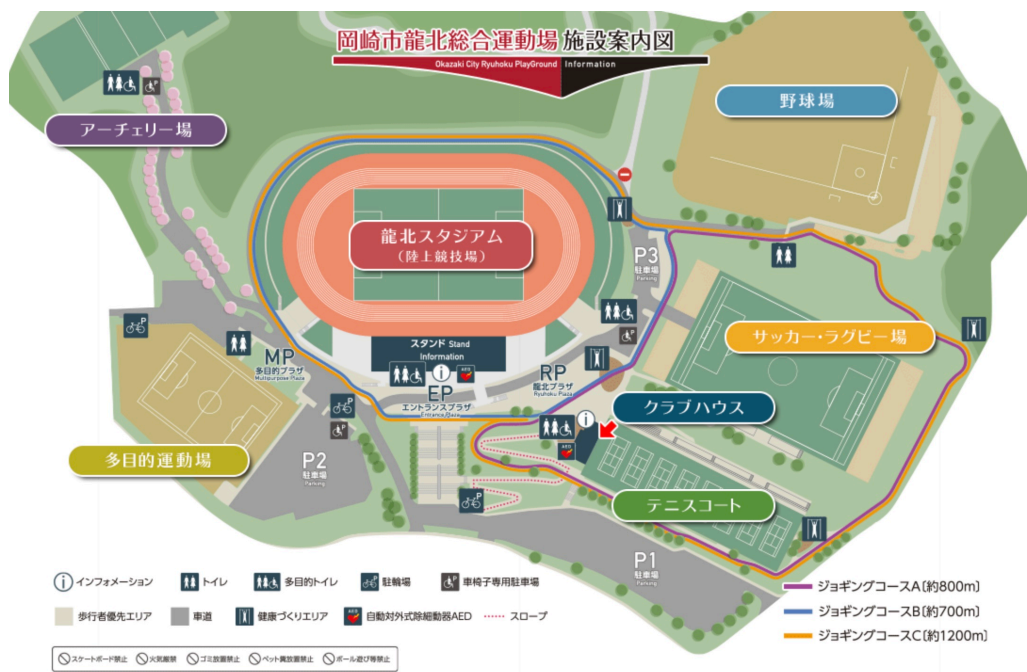 岡崎市龍北総合運動場 施設案内図
Okazaki City Ryuhoku PlayGround Information
野球場
アーチェリー場
龍北スタジアム
(陸上競技場)
P3
駐車場
Parking
サッカー・ラグビー場
スタンド Stand
Information
MP
多目的プラザ
Multipurpose Plaza
RP
龍北プラザ
Ryuhoku Plaza
AED
EP
エントランスプラザ
Entrance Plaza
クラブハウス
AED
多目的運動場
P2
駐車場
Parking
テニスコート
P1
駐車場
Parking
インフォメーション
トイレ
多目的トイレ
駐輪場
車椅子専用駐車場
歩行者優先エリア
車道
健康づくりエリア
AED
自動対外式除細動器AED
スロープ
ジョギングコースA[約800m]
ジョギングコースB[約700m]
ジョギングコースC[約1200m]
スケートボード禁止
火気厳禁
ゴミ放置禁止
ペット糞放置禁止
ボール遊び等禁止